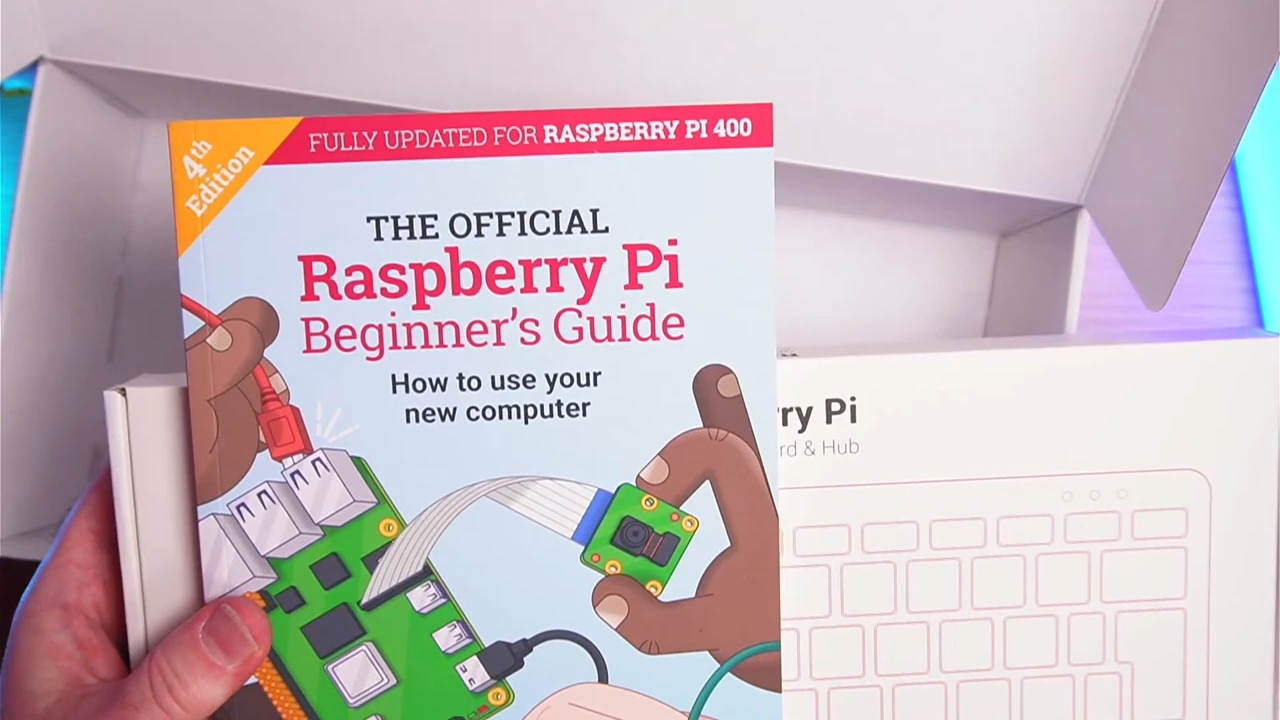 4th
Edition
FULLY UPDATED FOR RASPBERRY PI 400
THE OFFICIAL
Raspberry Pi
Beginner's Guide
How to use your
new computer
rry Pi
rd & Hub